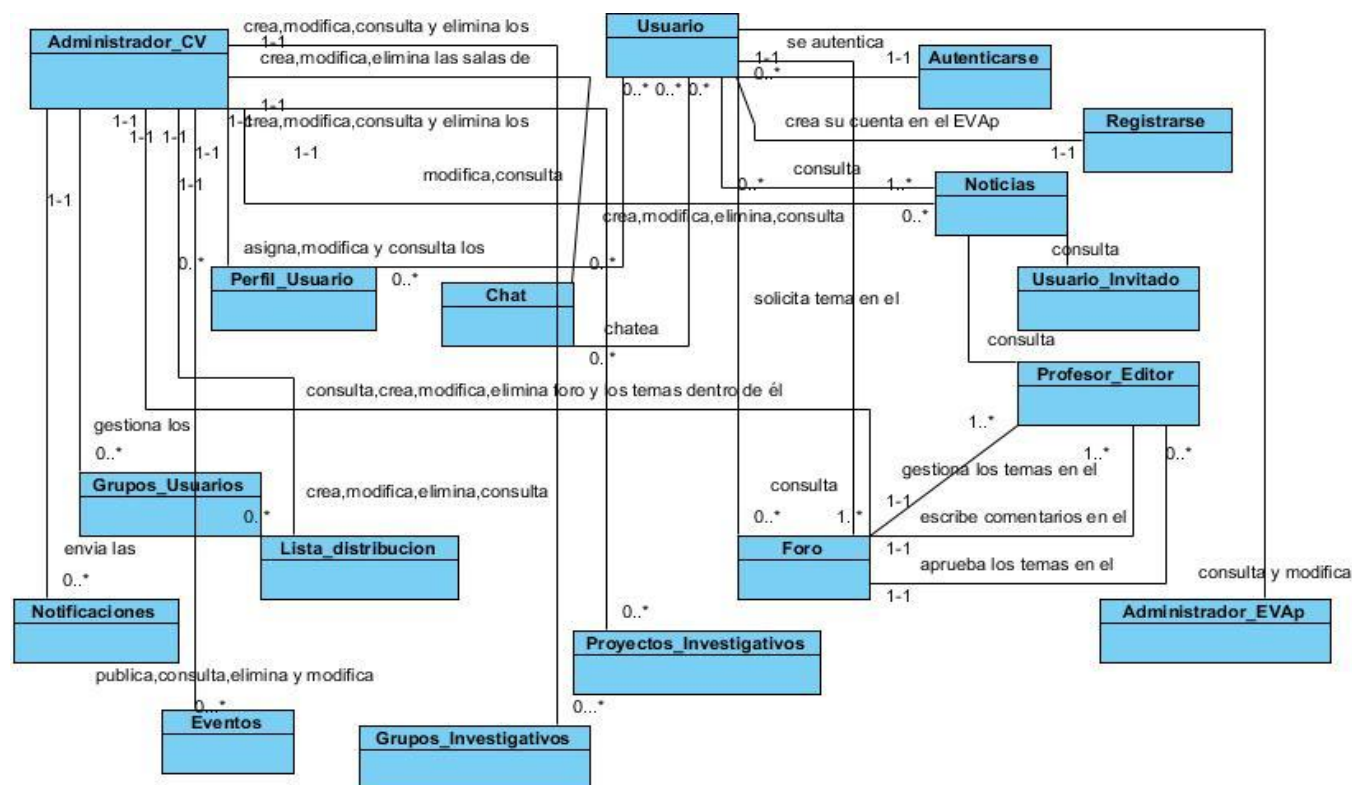 crea,modifica,consulta y elimina los
Usuario
Administrador_CV
1-1
se autentica
crea,modifica,elimina las salas de
1-1
1-1
Autenticarse
0..*
0..*
0..*
0..*
1-1
crea,modifica,consulta y elimina los
1-1
1-1
crea su cuenta en el EVAp
Registrarse
1-1
1-1
1-1
1-1
1-1
1-1
modifica,consulta
consulta
1-1
0..*
1..*
Noticias
1-1
1-1
crea,modifica,elimina,consulta
0..*
asigna,modifica y consulta los
consulta
0..*
Perfil_Usuario
0..*
0..*
Usuario_Invitado
Chat
solicita tema en el
chatea
consulta
0..*
Profesor_Editor
consulta,crea,modifica,elimina foro y los temas dentro de él
gestiona los
1..*
0..*
1..*
0..*
gestiona los temas en el
Grupos_Usuarios
crea,modifica,elimina,consulta
consulta
1-1
0..*
0..*
1..*
escribe comentarios en el
envia las
Lista_distribucion
Foro
1-1
aprueba los temas en el
0..*
consulta y modifica
1-1
Notificaciones
0..*
Administrador_EVAp
Proyectos_Investigativos
publica,consulta,elimina y modifica
0...*
0...*
Eventos
Grupos_Investigativos